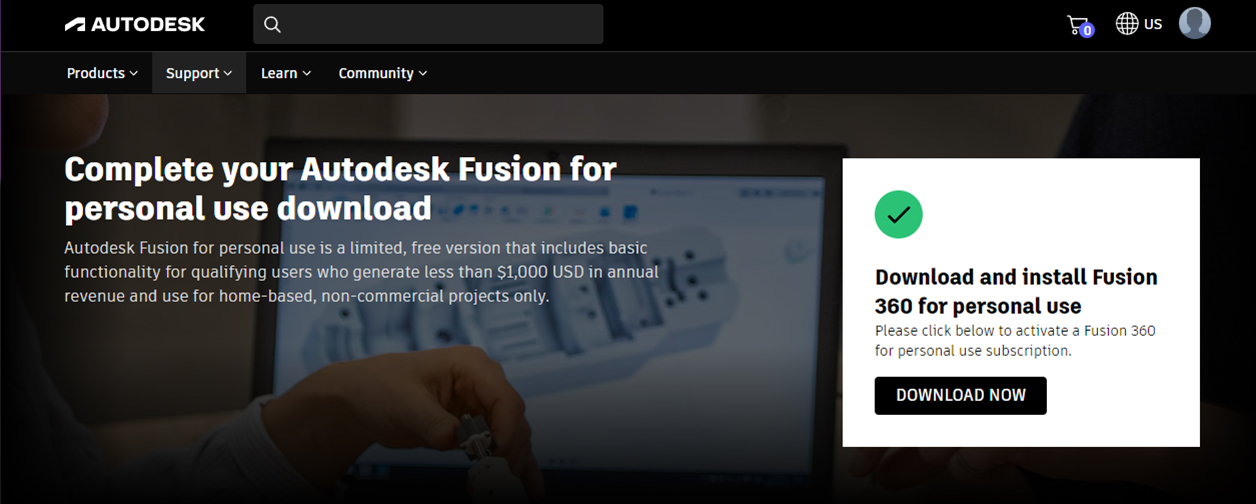 AUTODESK
0
US
Products
Support
Learn
Community
Complete your Autodesk Fusion for
personal use download
Autodesk Fusion for personal use is a limited, free version that includes basic
functionality for qualifying users who generate less than $1,000 USD in annual
revenue and use for home-based, non-commercial projects only.
Download and install Fusion
360 for personal use
Please click below to activate a Fusion 360
for personal use subscription.
DOWNLOAD NOW